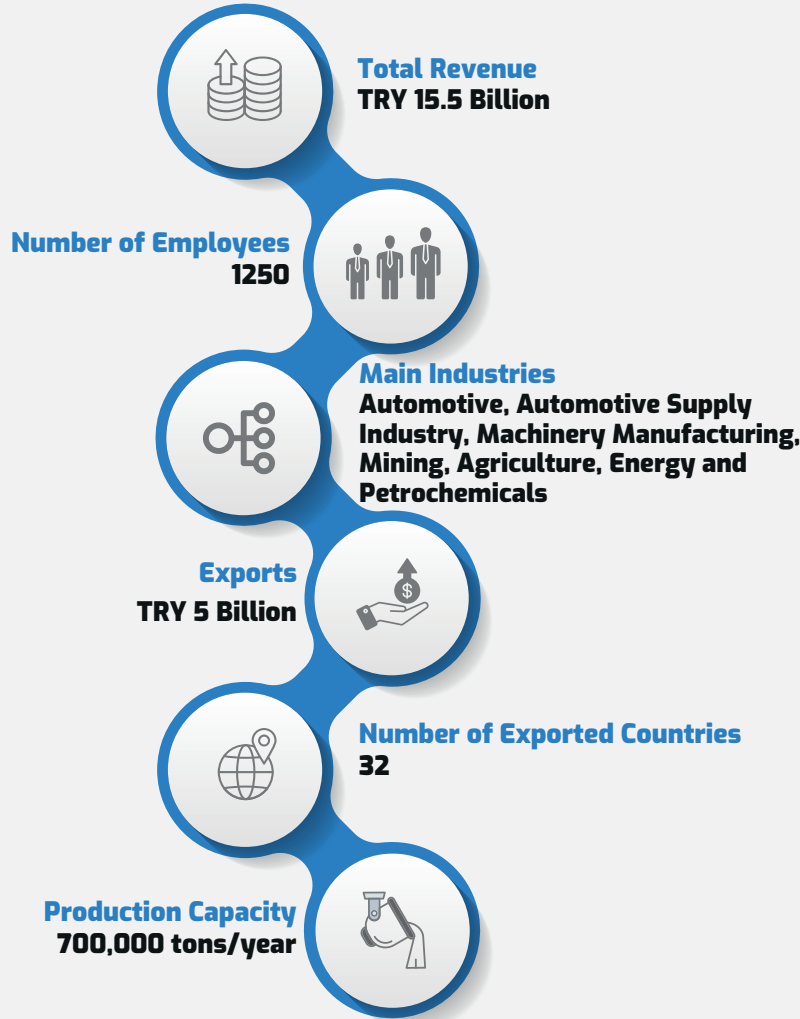 Total Revenue
TRY 15.5 Billion
Number of Employees
1250
Main Industries
Automotive, Automotive Supply
Industry, Machinery Manufacturing,
Mining, Agriculture, Energy and
Petrochemicals
Exports
TRY 5 Billion
$
Number of Exported Countries
32
Production Capacity
700,000 tons/year